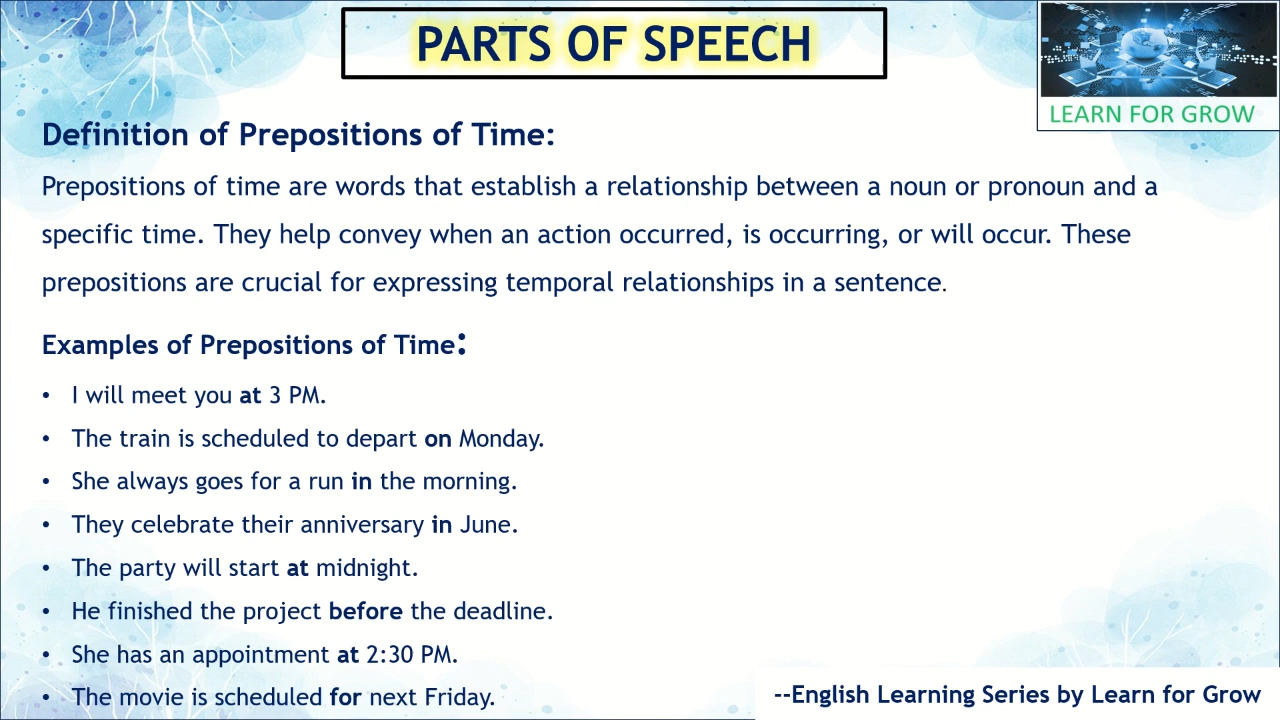 PARTS OF SPEECH
LEARN FOR GROW
Definition of Prepositions of Time:
Prepositions of time are words that establish a relationship between a noun or pronoun and a
specific time. They help convey when an action occurred, is occurring, or will occur. These
prepositions are crucial for expressing temporal relationships in a sentence.
Examples of Prepositions of Time:
• I will meet you at 3 PM.
• The train is scheduled to depart on Monday.
• She always goes for a run in the morning.
• They celebrate their anniversary in June.
• The party will start at midnight.
• He finished the project before the deadline.
• She has an appointment at 2:30 PM.
• The movie is scheduled for next Friday.
--English Learning Series by Learn for Grow